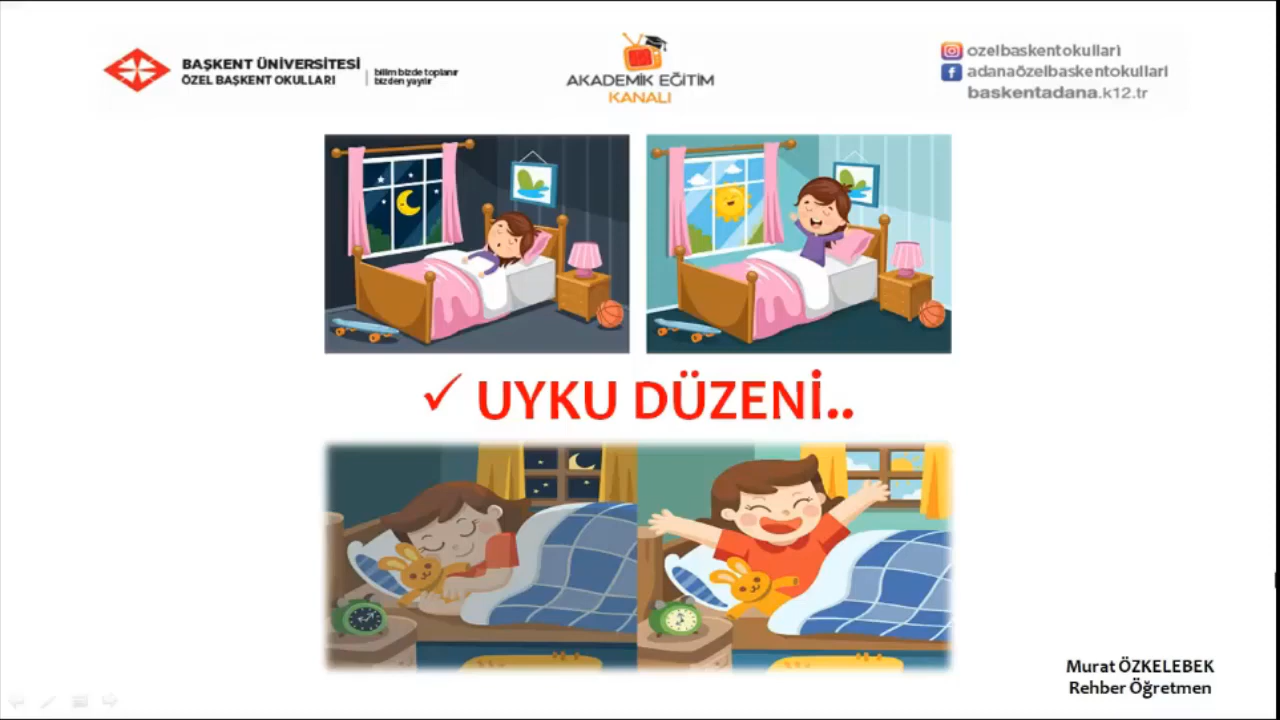 BAŞKENT ÜNİVERSİTESİ
ÖZEL BAŞKENT OKULLARI
bilim bizde toplanır
bizden yayılır
AKADEMİK EĞİTİM
KANALI
ozelbaskentokullari
adanaözelbaskentokullari
baskentadana.k12.tr
✓ UYKU DÜZENİ..
Murat ÖZKELEBEK
Rehber Öğretmen